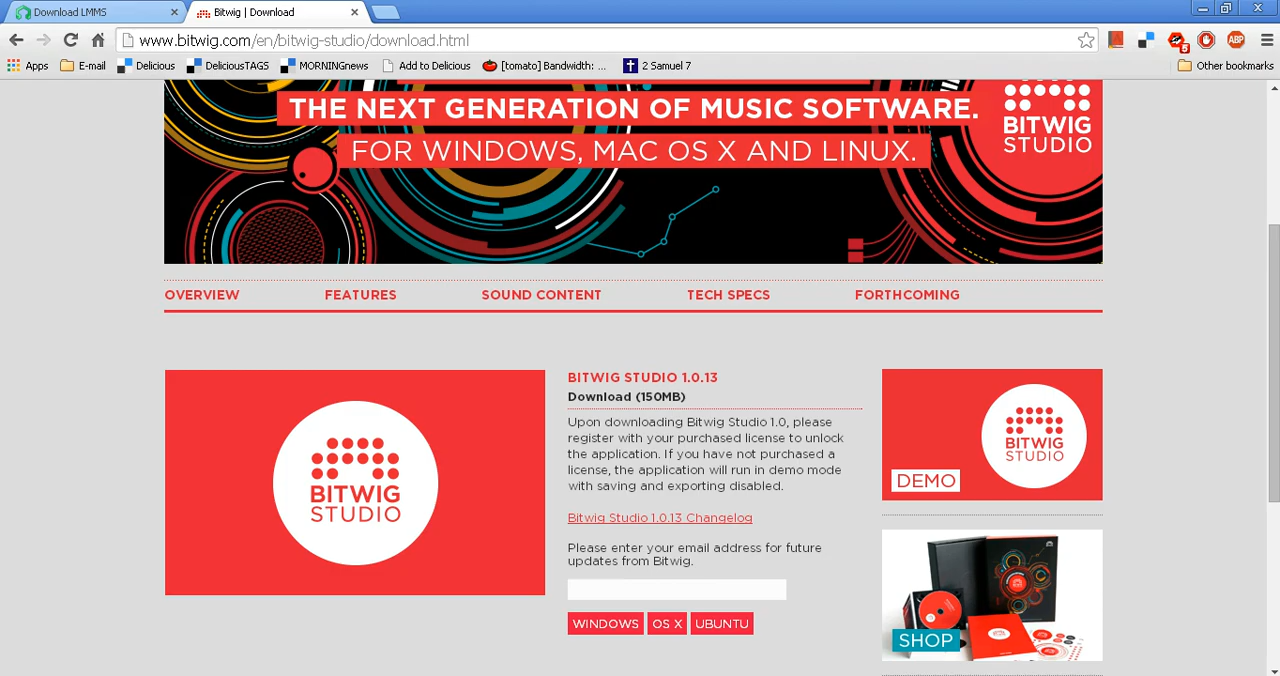 Download LMMS
Bitwig | Download
www.bitwig.com/en/bitwig-studio/download.html
Apps E-mail Delicious DeliciousTAGS MORNINGnews Add to Delicious [tomato] Bandwidth: ... 2 Samuel 7 Other bookmarks
5
ABP
THE NEXT GENERATION OF MUSIC SOFTWARE.
FOR WINDOWS, MAC OS X AND LINUX.
BITWIG
STUDIO
OVERVIEW FEATURES SOUND CONTENT TECH SPECS FORTHCOMING
BITWIG
STUDIO
BITWIG STUDIO 1.0.13
Download (150MB)
Upon downloading Bitwig Studio 1.0, please
register with your purchased license to unlock
the application. If you have not purchased a
license, the application will run in demo mode
with saving and exporting disabled.
Bitwig Studio 1.0.13 Changelog
Please enter your email address for future
updates from Bitwig.
WINDOWS OS X UBUNTU
BITWIG
STUDIO
DEMO
SHOP